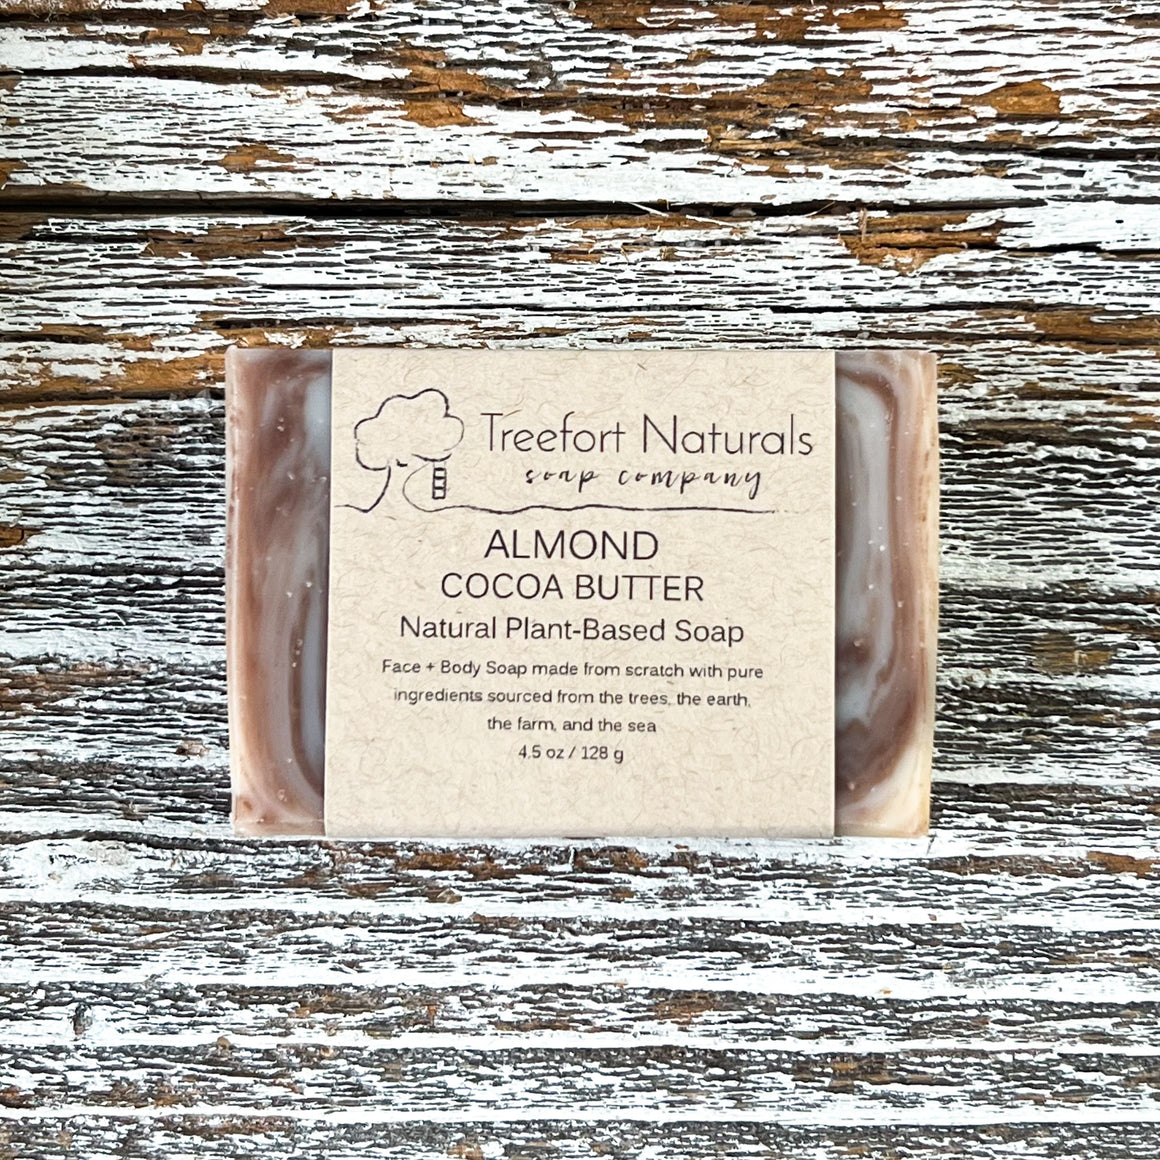 Treefort Naturals
soap company
ALMOND
COCOA BUTTER
Natural Plant-Based Soap
Face + Body Soap made from scratch with pure
ingredients sourced from the trees, the earth,
the farm, and the sea
4.5 oz / 128 g